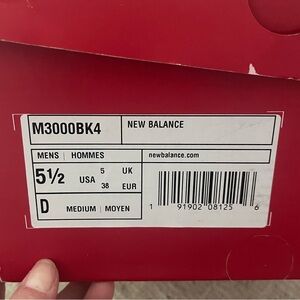 M3000BK4
NEW BALANCE
MENS | HOMMES
newbalance.com
5½ USA 5 UK
38 EUR
D MEDIUM | MOYEN
1 91902 08125 6